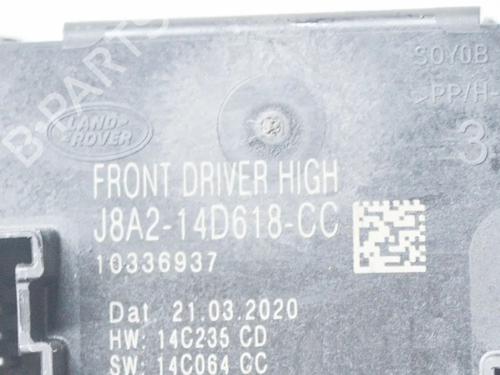 B-PARTS
LAND-
ROVER
SOY0B
>PP/H
3
FRONT DRIVER HIGH
J8A2-14D618-CC
10336937
Dat. 21.03.2020
HW: 14C235 CD
SW: 14C064 CC